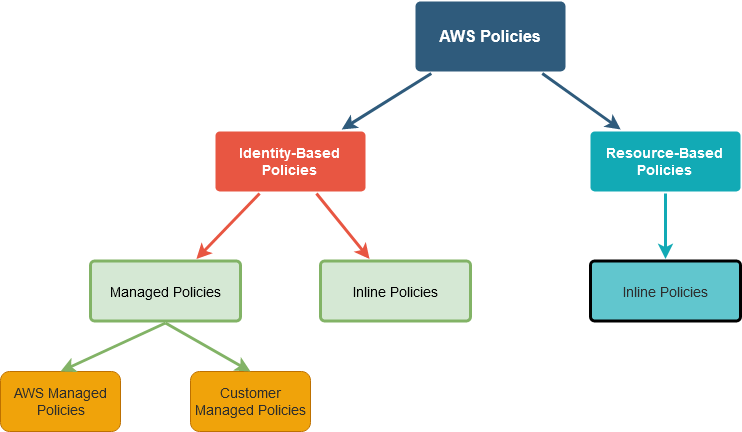 AWS Policies
Identity-Based
Policies
Resource-Based
Policies
Managed Policies
Inline Policies
Inline Policies
AWS Managed
Policies
Customer
Managed Policies